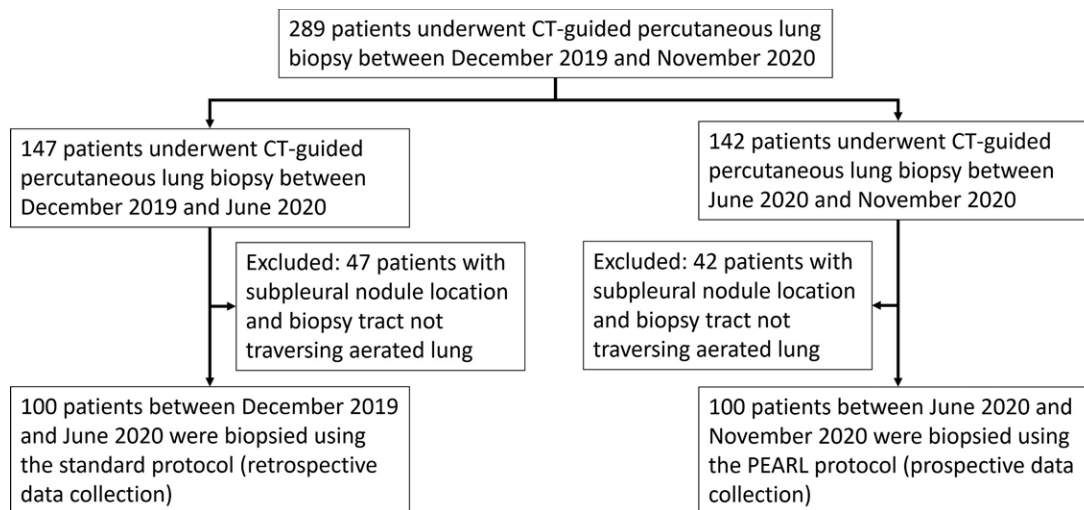 289 patients underwent CT-guided percutaneous lung
biopsy between December 2019 and November 2020
147 patients underwent CT-guided
percutaneous lung biopsy between
December 2019 and June 2020
142 patients underwent CT-guided
percutaneous lung biopsy between
June 2020 and November 2020
Excluded: 47 patients with
subpleural nodule location
and biopsy tract not
traversing aerated lung
Excluded: 42 patients with
subpleural nodule location
and biopsy tract not
traversing aerated lung
100 patients between December 2019
and June 2020 were biopsied using
the standard protocol (retrospective
data collection)
100 patients between June 2020 and
November 2020 were biopsied using
the PEARL protocol (prospective data
collection)